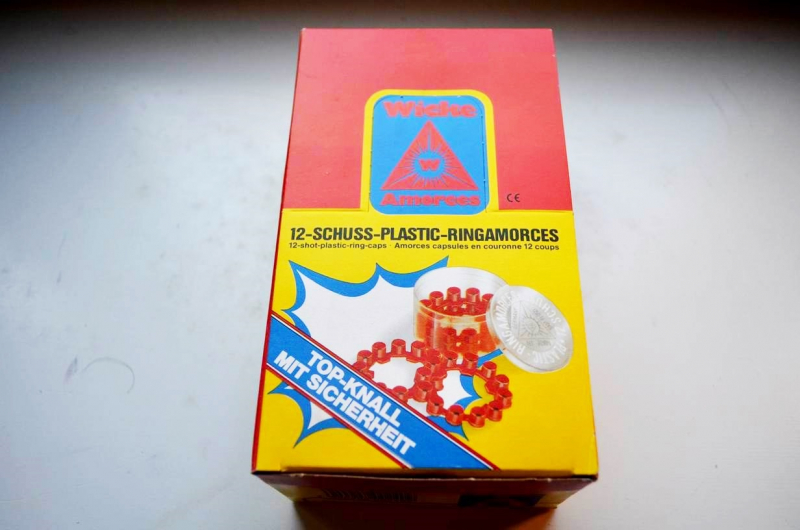 Wicke
W
Amorces
CE
12-SCHUSS-PLASTIC-RINGAMORCES
12-shot-plastic-ring-caps · Amorces capsules en couronne 12 coups
TOP-KNALL
MIT SICHERHEIT